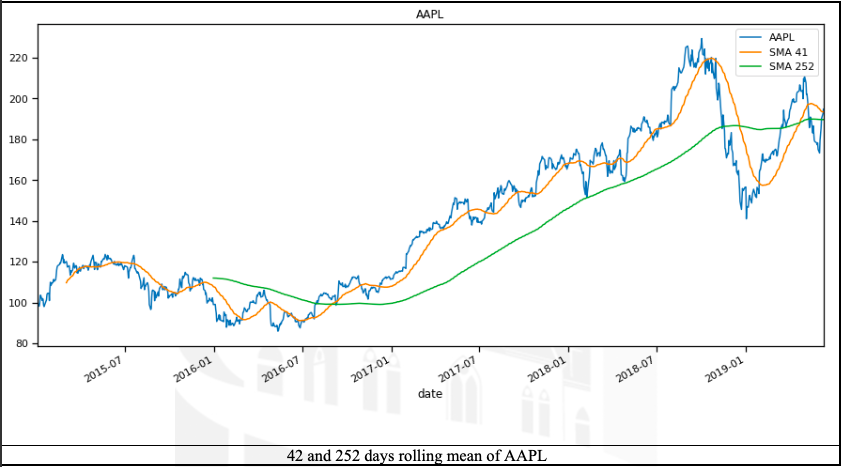 AAPL
AAPL
SMA 41
SMA 252
220
200
180
160
140
120
100
80
2015-07
2016-01
2016-07
2017-01
2017-07
2018-01
2018-07
2019-01
date
42 and 252 days rolling mean of AAPL